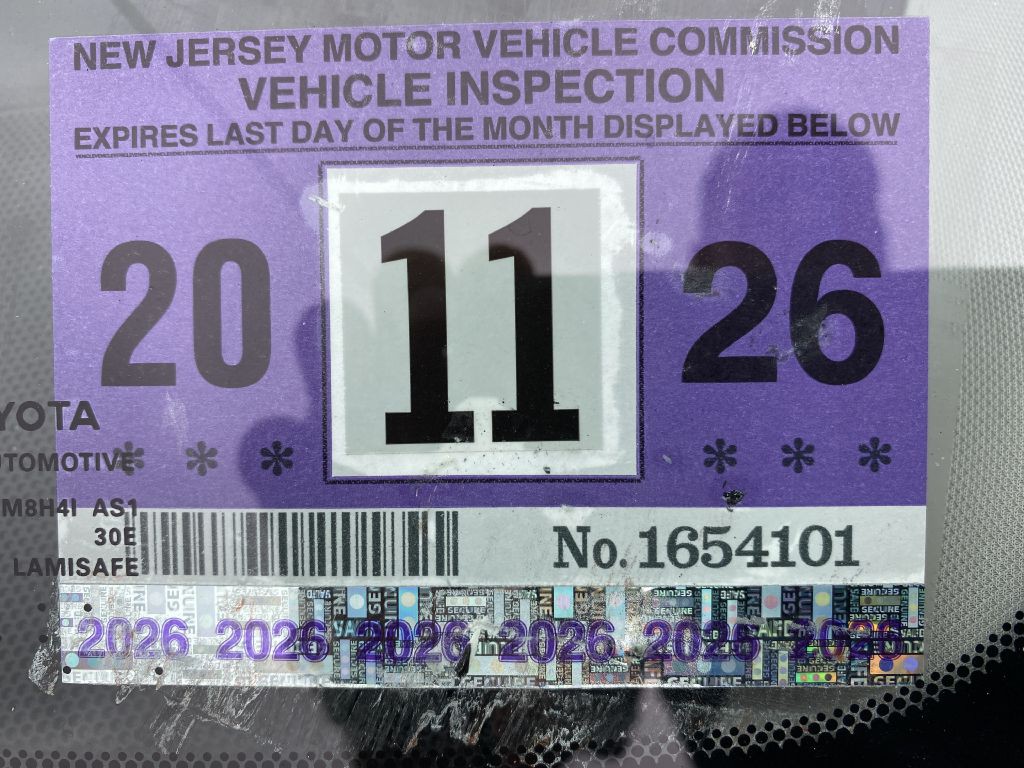 NEW JERSEY MOTOR VEHICLE COMMISSION
VEHICLE INSPECTION
EXPIRES LAST DAY OF THE MONTH DISPLAYED BELOW
20 11 26
YOTA
UTOMOTIVE
M8H4I AS1
30E
LAMISAFE
No. 1654101
2026 2026 2026 2026 2026 2026